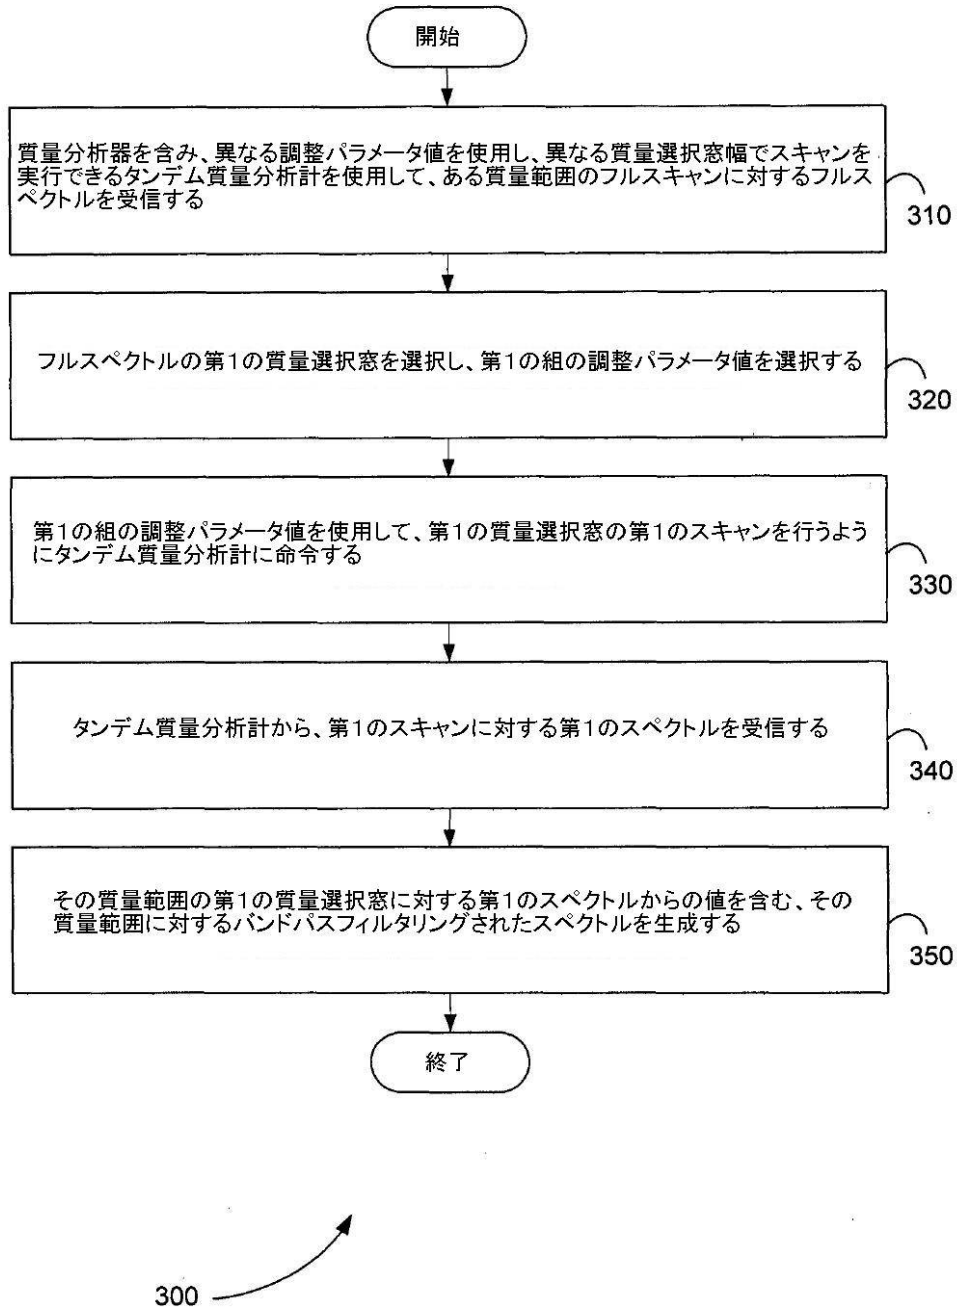 開始
質量分析器を含み、異なる調整パラメータ値を使用し、異なる質量選択窓幅でスキャンを
実行できるタンデム質量分析計を使用して、ある質量範囲のフルスキャンに対するフルス
ペクトルを受信する
310
フルスペクトルの第1の質量選択窓を選択し、第1の組の調整パラメータ値を選択する
320
第1の組の調整パラメータ値を使用して、第1の質量選択窓の第1のスキャンを行うよう
にタンデム質量分析計に命令する
330
タンデム質量分析計から、第1のスキャンに対する第1のスペクトルを受信する
340
その質量範囲の第1の質量選択窓に対する第1のスペクトルからの値を含む、その
質量範囲に対するバンドパスフィルタリングされたスペクトルを生成する
350
終了
300